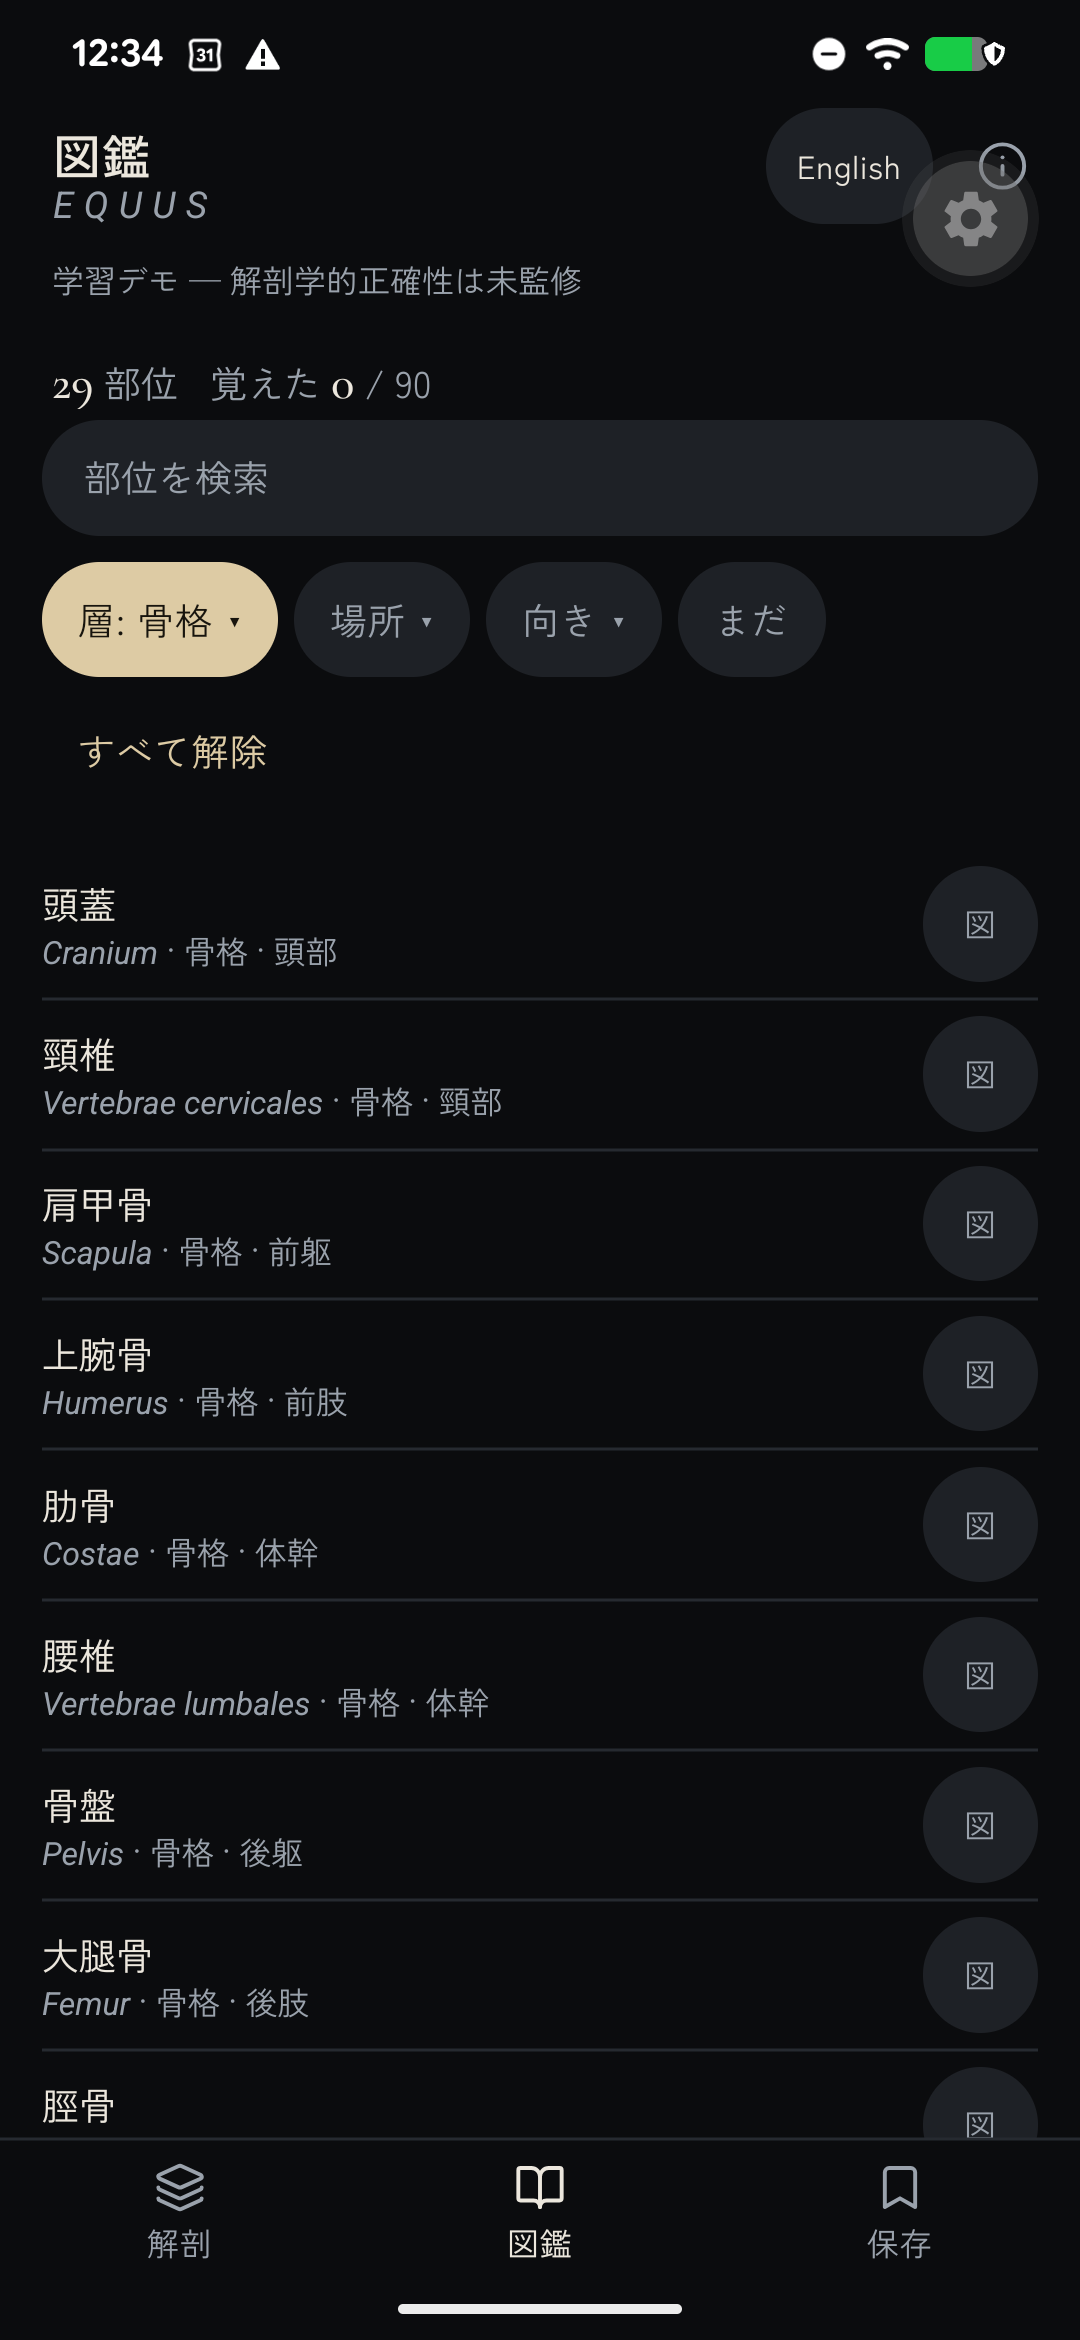 12:34 31
図鑑
English
EQUUS
学習デモ — 解剖学的正確性は未監修
29 部位 覚えた 0 / 90
部位を検索
層: 骨格 ▾ 場所 ▾ 向き ▾ まだ
すべて解除
頭蓋
Cranium · 骨格 · 頭部
図
頸椎
Vertebrae cervicales · 骨格 · 頸部
図
肩甲骨
Scapula · 骨格 · 前躯
図
上腕骨
Humerus · 骨格 · 前肢
図
肋骨
Costae · 骨格 · 体幹
図
腰椎
Vertebrae lumbales · 骨格 · 体幹
図
骨盤
Pelvis · 骨格 · 後躯
図
大腿骨
Femur · 骨格 · 後肢
図
脛骨
図
解剖 図鑑 保存